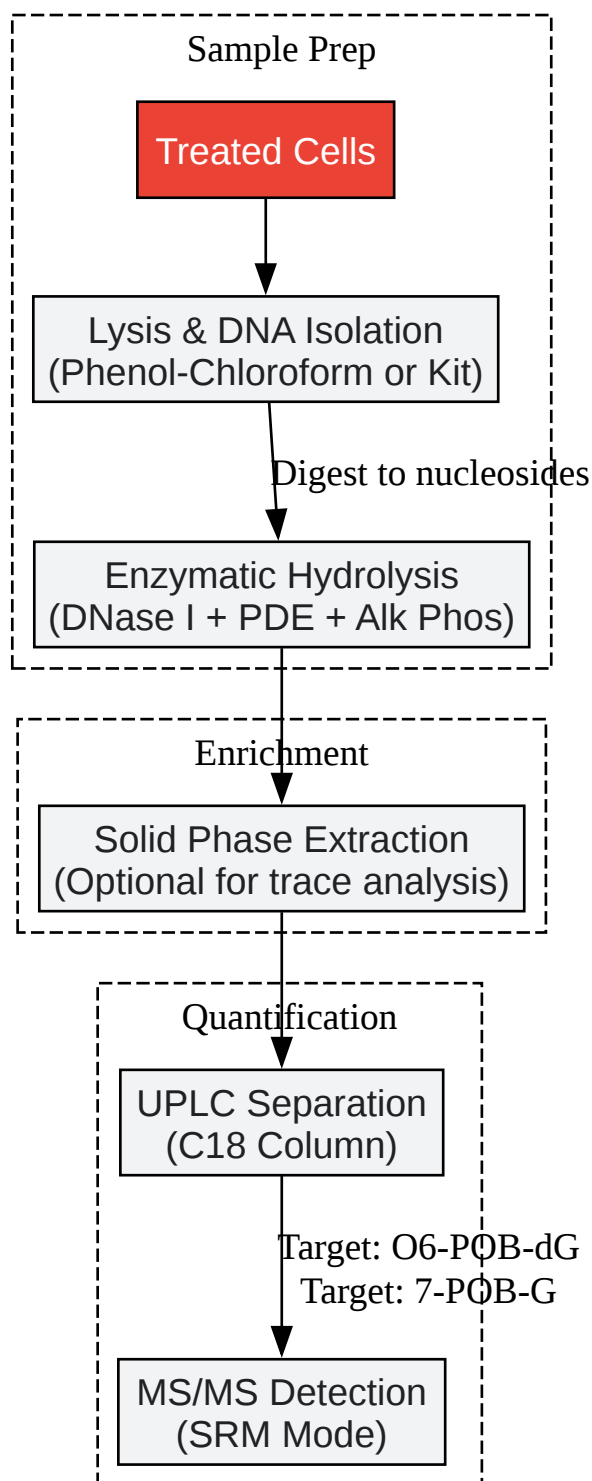 Sample Prep
Treated Cells
Lysis & DNA Isolation
(Phenol-Chloroform or Kit)
Digest to nucleosides
Enzymatic Hydrolysis
(DNase I + PDE + Alk Phos)
Enrichment
Solid Phase Extraction
(Optional for trace analysis)
Quantification
UPLC Separation
(C18 Column)
Target: O6-POB-dG
Target: 7-POB-G
MS/MS Detection
(SRM Mode)